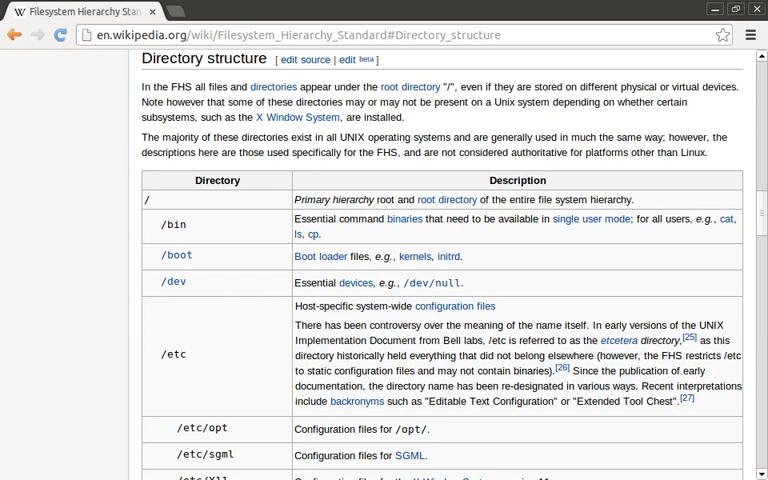 Filesystem Hierarchy Stan
en.wikipedia.org/wiki/Filesystem_Hierarchy_Standard#Directory_structure
Directory structure [ edit source | edit beta ]
In the FHS all files and directories appear under the root directory "/", even if they are stored on different physical or virtual devices.
Note however that some of these directories may or may not be present on a Unix system depending on whether certain
subsystems, such as the X Window System, are installed.
The majority of these directories exist in all UNIX operating systems and are generally used in much the same way; however, the
descriptions here are those used specifically for the FHS, and are not considered authoritative for platforms other than Linux.
Directory Description
/ Primary hierarchy root and root directory of the entire file system hierarchy.
/bin Essential command binaries that need to be available in single user mode; for all users, e.g., cat,
ls, cp.
/boot Boot loader files, e.g., kernels, initrd.
/dev Essential devices, e.g., /dev/null.
Host-specific system-wide configuration files
There has been controversy over the meaning of the name itself. In early versions of the UNIX
Implementation Document from Bell labs, /etc is referred to as the etcetera directory,[25] as this
/etc directory historically held everything that did not belong elsewhere (however, the FHS restricts /etc
to static configuration files and may not contain binaries).[26] Since the publication of early
documentation, the directory name has been re-designated in various ways. Recent interpretations
include backronyms such as "Editable Text Configuration" or "Extended Tool Chest".[27]
/etc/opt Configuration files for /opt/.
/etc/sgml Configuration files for SGML.